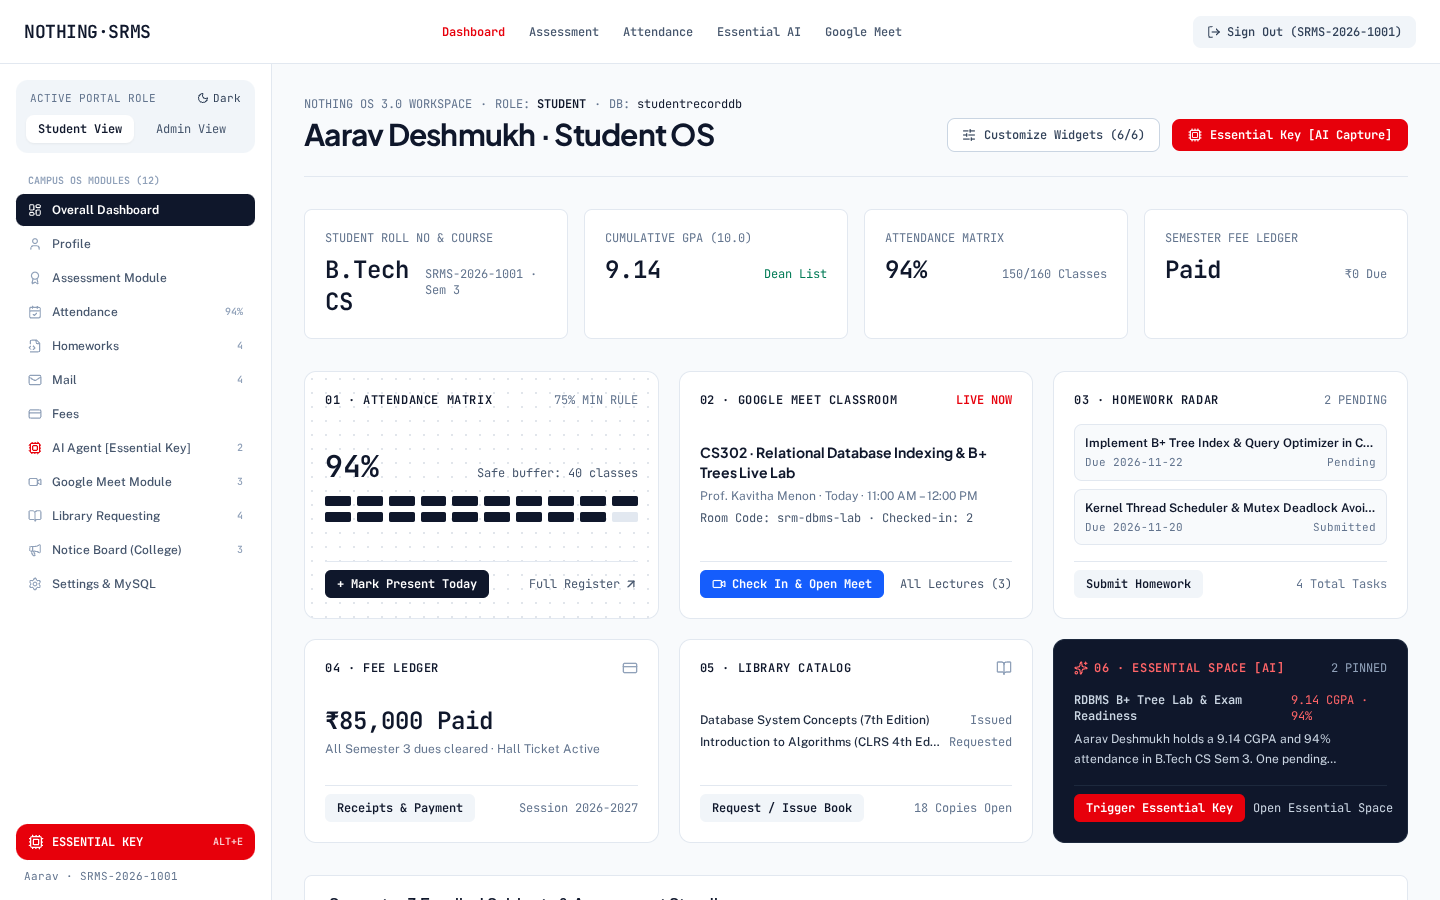 NOTHING·SRMS
Dashboard
Assessment
Attendance
Essential AI
Google Meet
Sign Out (SRMS-2026-1001)
ACTIVE PORTAL ROLE
Dark
Student View
Admin View
CAMPUS OS MODULES (12)
Overall Dashboard
Profile
Assessment Module
Attendance 94%
Homeworks 4
Mail 4
Fees
AI Agent [Essential Key] 2
Google Meet Module 3
Library Requesting 4
Notice Board (College) 3
Settings & MySQL
ESSENTIAL KEY ALT+E
Aarav · SRMS-2026-1001
NOTHING OS 3.0 WORKSPACE · ROLE: STUDENT · DB: studentrecorddb
Aarav Deshmukh · Student OS
Customize Widgets (6/6)
Essential Key [AI Capture]
STUDENT ROLL NO & COURSE
B.Tech
CS
SRMS-2026-1001 ·
Sem 3
CUMULATIVE GPA (10.0)
9.14
Dean List
ATTENDANCE MATRIX
94%
150/160 Classes
SEMESTER FEE LEDGER
Paid
₹0 Due
01 · ATTENDANCE MATRIX
75% MIN RULE
94%
Safe buffer: 40 classes
+ Mark Present Today
Full Register
02 · GOOGLE MEET CLASSROOM
LIVE NOW
CS302 · Relational Database Indexing & B+
Trees Live Lab
Prof. Kavitha Menon · Today · 11:00 AM – 12:00 PM
Room Code: srm-dbms-lab · Checked-in: 2
Check In & Open Meet
All Lectures (3)
03 · HOMEWORK RADAR
2 PENDING
Implement B+ Tree Index & Query Optimizer in C...
Due 2026-11-22
Pending
Kernel Thread Scheduler & Mutex Deadlock Avoi...
Due 2026-11-20
Submitted
Submit Homework
4 Total Tasks
04 · FEE LEDGER
₹85,000 Paid
All Semester 3 dues cleared · Hall Ticket Active
Receipts & Payment
Session 2026-2027
05 · LIBRARY CATALOG
Database System Concepts (7th Edition)
Issued
Introduction to Algorithms (CLRS 4th Ed...
Requested
Request / Issue Book
18 Copies Open
06 · ESSENTIAL SPACE [AI]
2 PINNED
RDBMS B+ Tree Lab & Exam
Readiness
9.14 CGPA ·
94%
Aarav Deshmukh holds a 9.14 CGPA and 94%
attendance in B.Tech CS Sem 3. One pending...
Trigger Essential Key
Open Essential Space